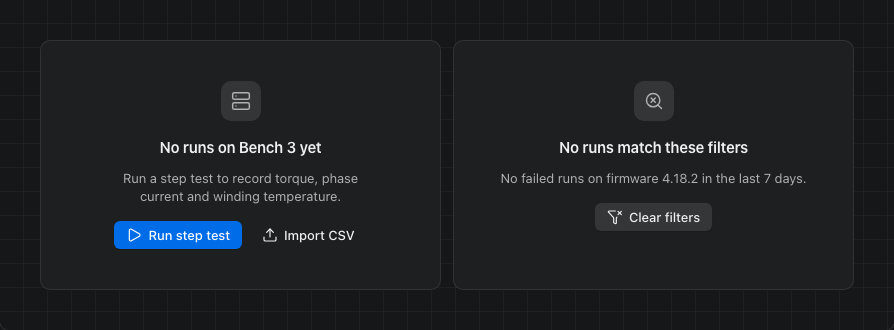 No runs on Bench 3 yet
Run a step test to record torque, phase
current and winding temperature.
Run step test
Import CSV
No runs match these filters
No failed runs on firmware 4.18.2 in the last 7 days.
Clear filters